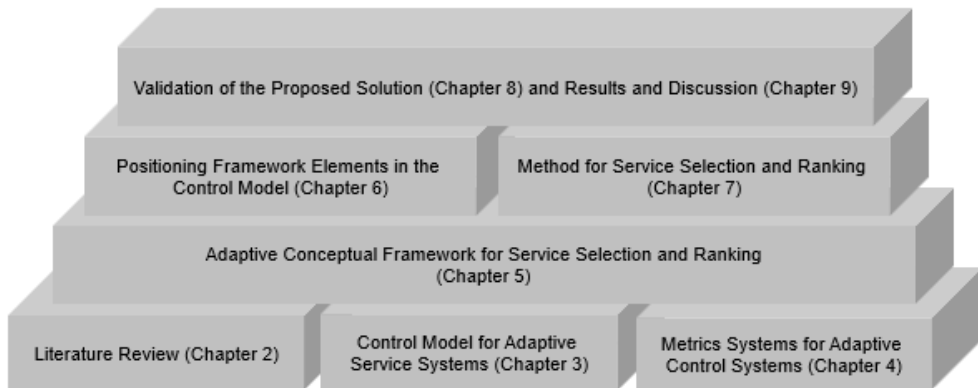 Validation of the Proposed Solution (Chapter 8) and Results and Discussion (Chapter 9)
Positioning Framework Elements in the
Control Model (Chapter 6)
Method for Service Selection and Ranking
(Chapter 7)
Adaptive Conceptual Framework for Service Selection and Ranking
(Chapter 5)
Literature Review (Chapter 2)
Control Model for Adaptive
Service Systems (Chapter 3)
Metrics Systems for Adaptive
Control Systems (Chapter 4)